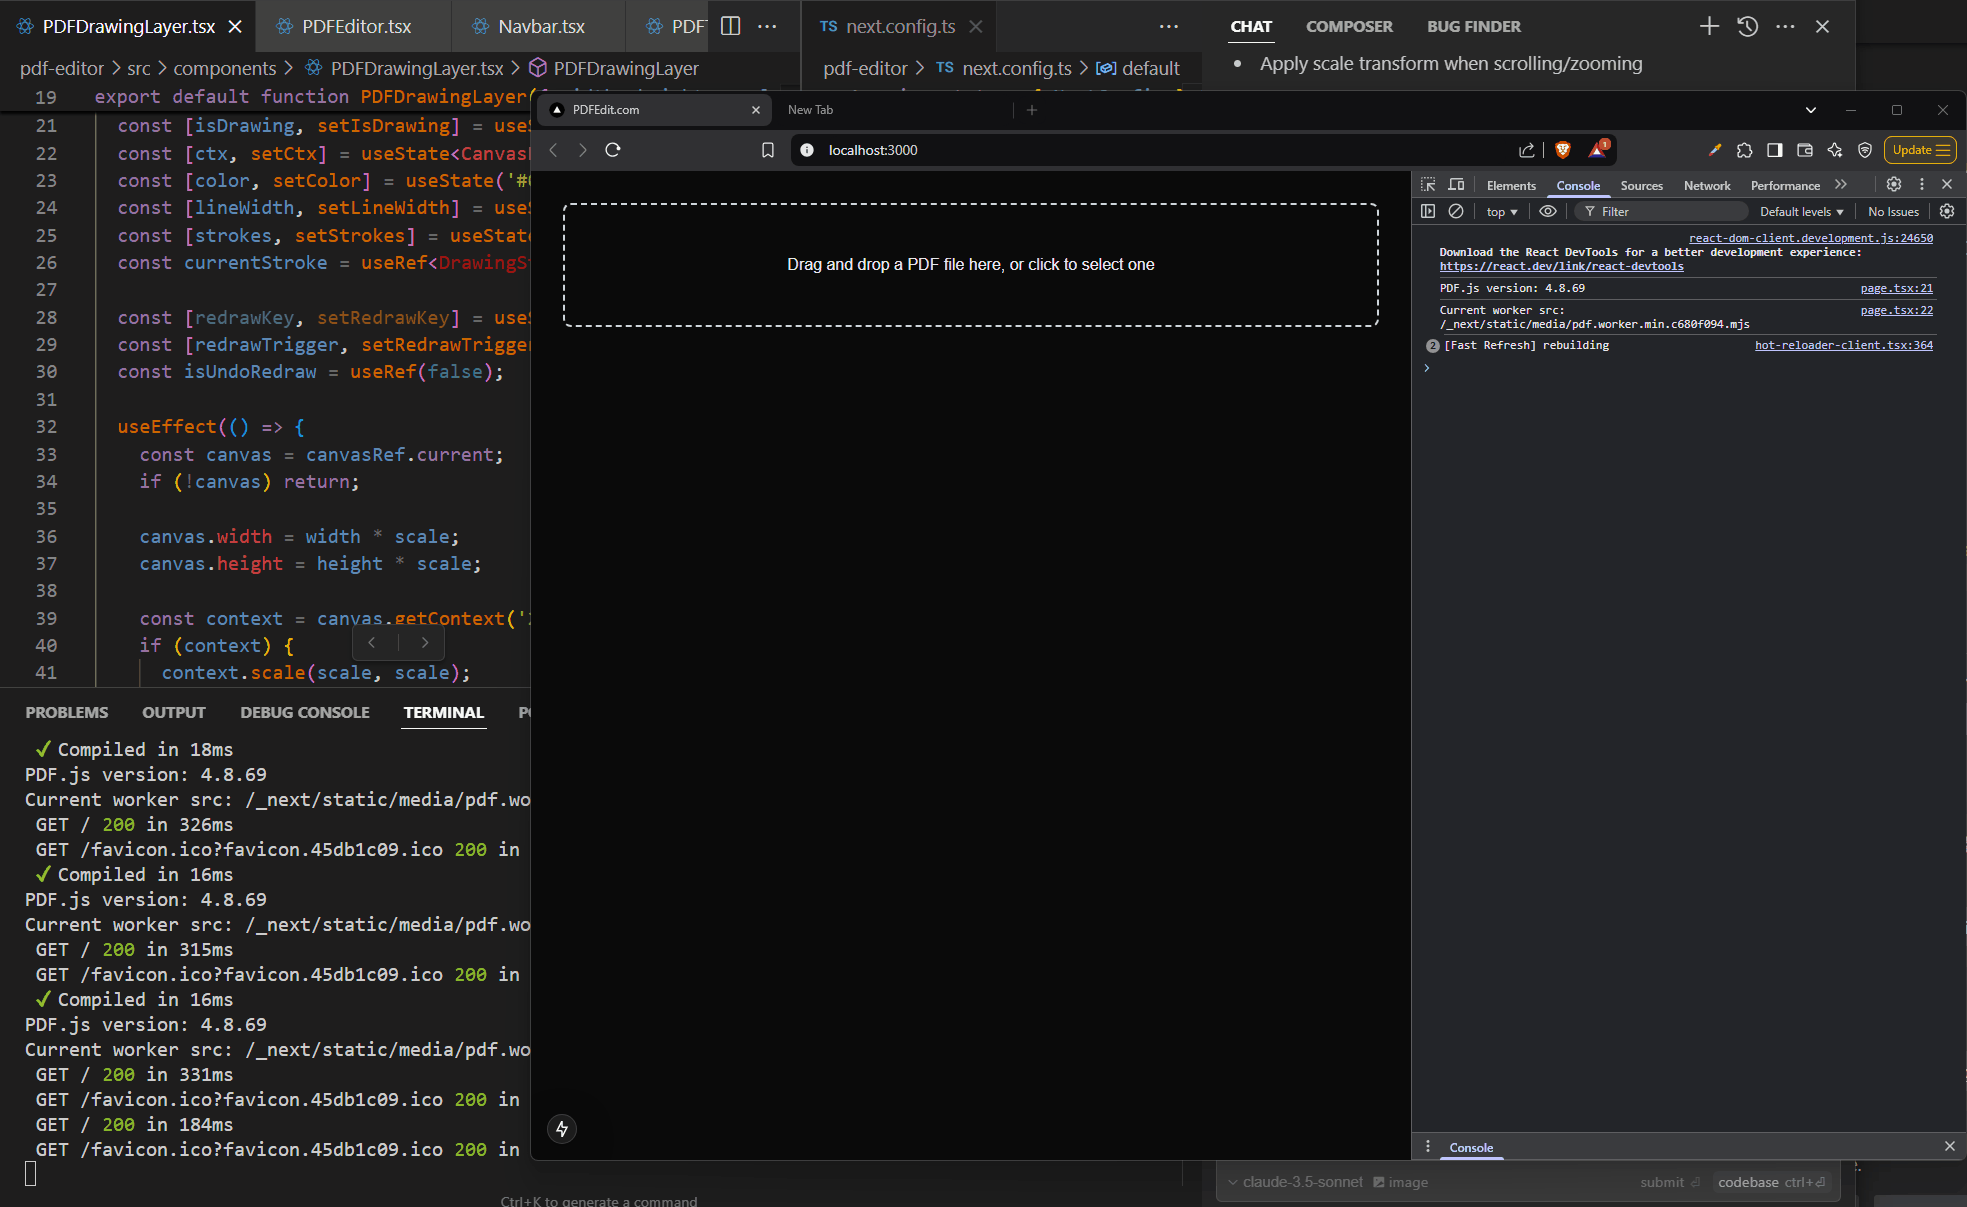 PDFDrawingLayer.tsx
PDFEditor.tsx
Navbar.tsx
PDF
pdf-editor > src > components > PDFDrawingLayer.tsx > PDFDrawingLayer
19 export default function PDFDrawingLayer(
21 const [isDrawing, setIsDrawing] = use
22 const [ctx, setCtx] = useState<Canvas
23 const [color, setColor] = useState('#
24 const [lineWidth, setLineWidth] = use
25 const [strokes, setStrokes] = useState
26 const currentStroke = useRef<DrawingSt
27
28 const [redrawKey, setRedrawKey] = use
29 const [redrawTrigger, setRedrawTrigger
30 const isUndoRedraw = useRef(false);
31
32 useEffect(() => {
33 const canvas = canvasRef.current;
34 if (!canvas) return;
35
36 canvas.width = width * scale;
37 canvas.height = height * scale;
38
39 const context = canvas.getContext('
40 if (context) {
41 context.scale(scale, scale);
PROBLEMS OUTPUT DEBUG CONSOLE TERMINAL
✓ Compiled in 18ms
PDF.js version: 4.8.69
Current worker src: /_next/static/media/pdf.wo
GET / 200 in 326ms
GET /favicon.ico?favicon.45db1c09.ico 200 in
✓ Compiled in 16ms
PDF.js version: 4.8.69
Current worker src: /_next/static/media/pdf.wo
GET / 200 in 315ms
GET /favicon.ico?favicon.45db1c09.ico 200 in
✓ Compiled in 16ms
PDF.js version: 4.8.69
Current worker src: /_next/static/media/pdf.wo
GET / 200 in 331ms
GET /favicon.ico?favicon.45db1c09.ico 200 in
GET / 200 in 184ms
GET /favicon.ico?favicon.45db1c09.ico 200 in
Ctrl+K to generate a command
TS next.config.ts
pdf-editor > TS next.config.ts > default
CHAT COMPOSER BUG FINDER
• Apply scale transform when scrolling/zooming
PDFEdit.com
New Tab
localhost:3000
1
Update
Drag and drop a PDF file here, or click to select one
Elements Console Sources Network Performance
top Filter Default levels No Issues
react-dom-client.development.js:24650
Download the React DevTools for a better development experience:
https://react.dev/link/react-devtools
PDF.js version: 4.8.69 page.tsx:21
Current worker src: page.tsx:22
/_next/static/media/pdf.worker.min.c680f094.mjs
2 [Fast Refresh] rebuilding hot-reloader-client.tsx:364
Console
claude-3.5-sonnet image submit codebase ctrl+⏎